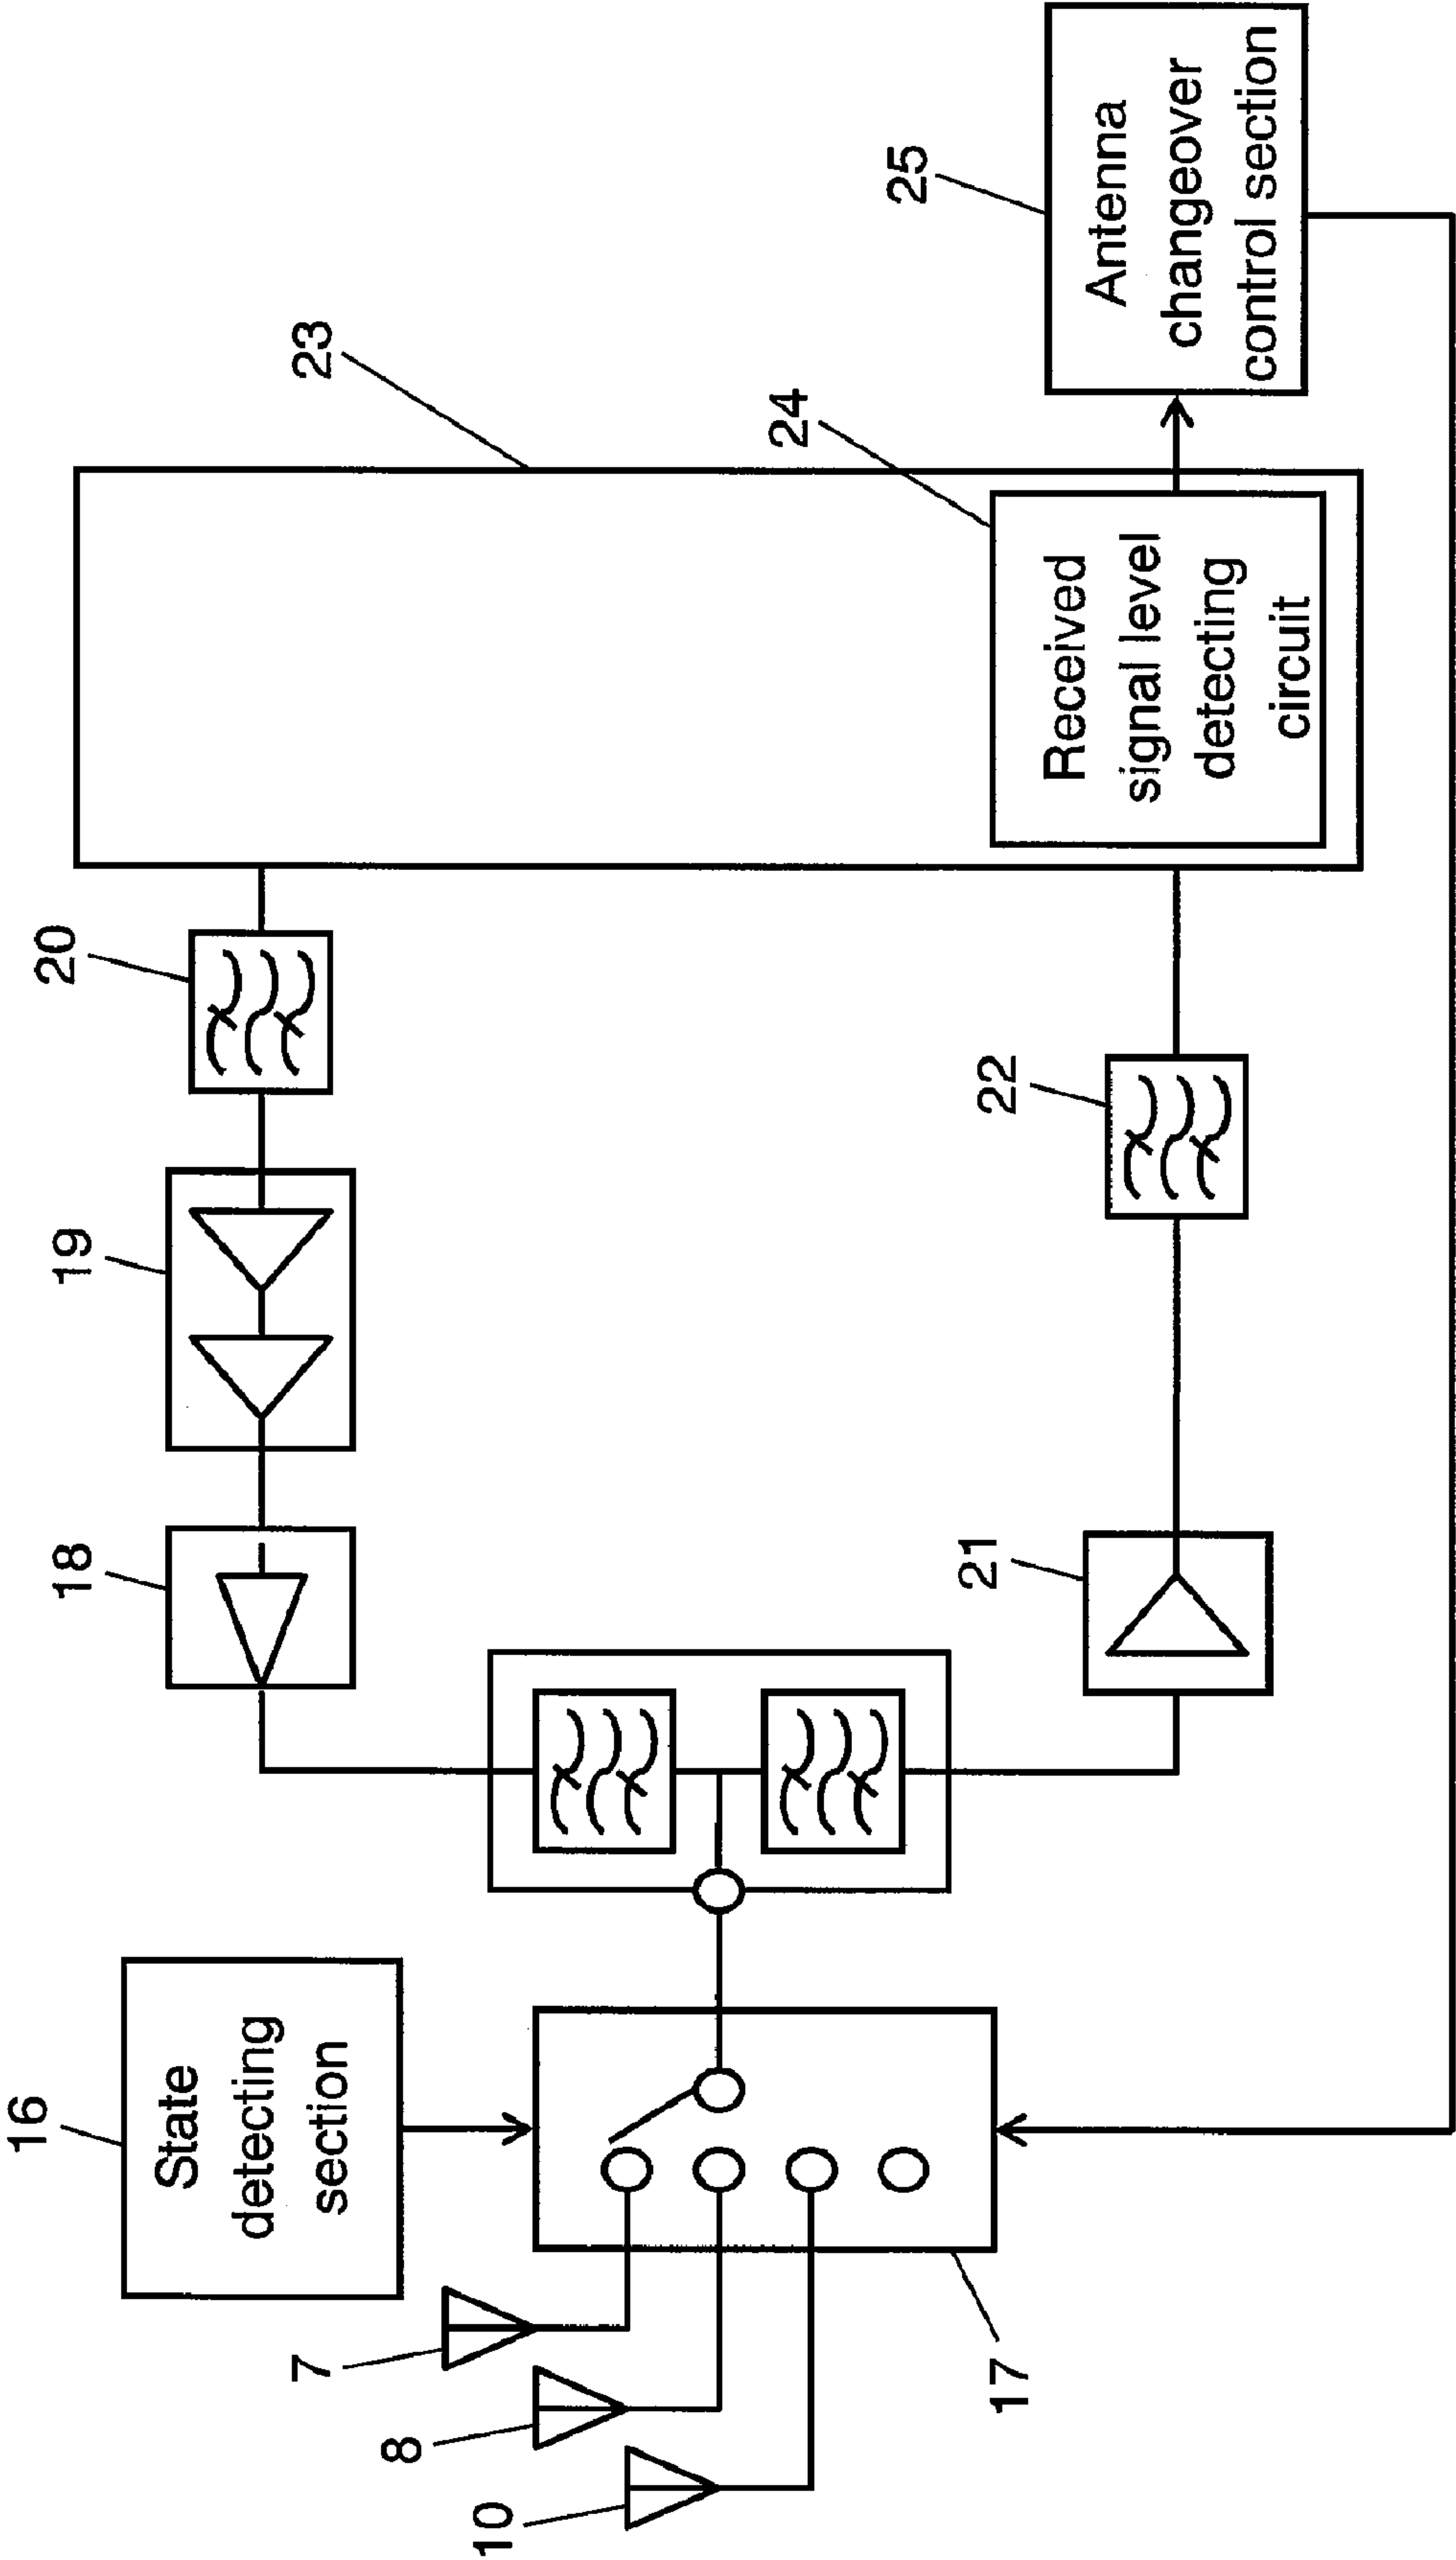 16
State
detecting
section
18
19
20
23
7
8
10
17
21
22
24
Received
signal level
detecting
circuit
25
Antenna
changeover
control section